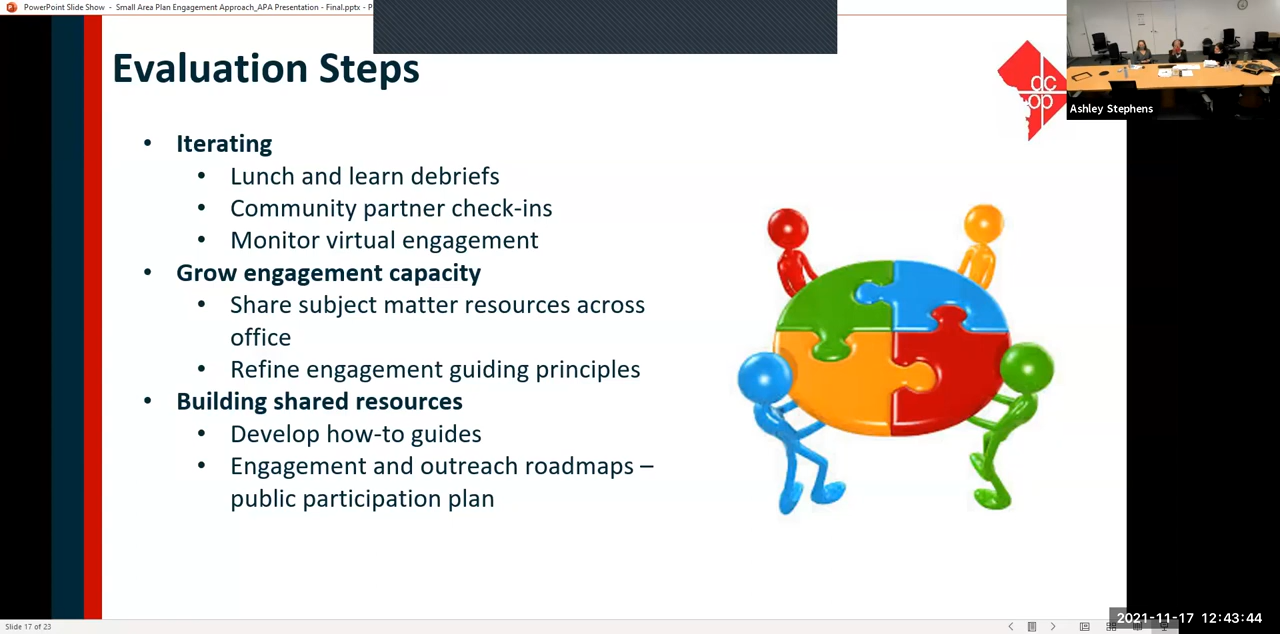 PowerPoint Slide Show - Small Area Plan Engagement Approach_APA Presentation - Final.pptx - P
Evaluation Steps
dc
op
Ashley Stephens
• Iterating
• Lunch and learn debriefs
• Community partner check-ins
• Monitor virtual engagement
• Grow engagement capacity
• Share subject matter resources across
office
• Refine engagement guiding principles
• Building shared resources
• Develop how-to guides
• Engagement and outreach roadmaps –
public participation plan
2021-11-17 12:43:44
Slide 17 of 23